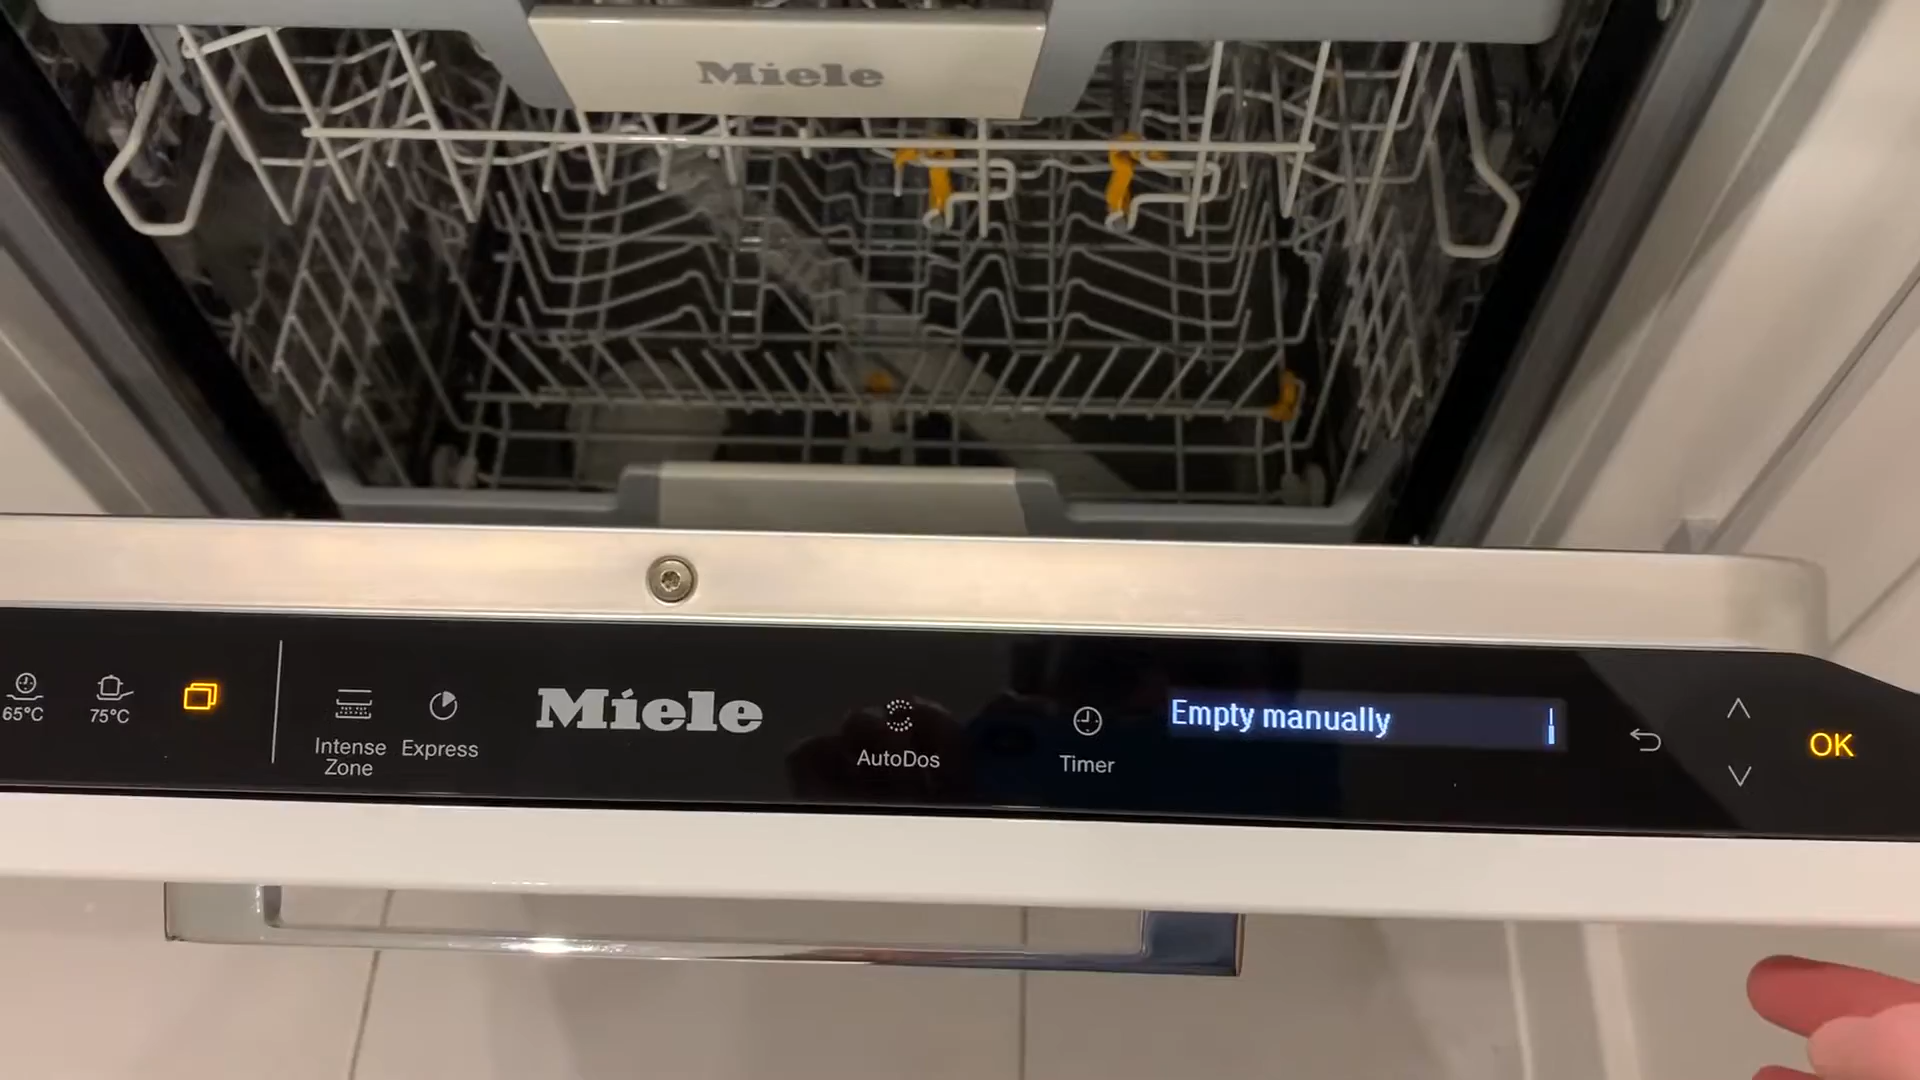 Miele
65°C
75°C
Intense
Zone
Express
Miele
AutoDos
Timer
Empty manually
OK